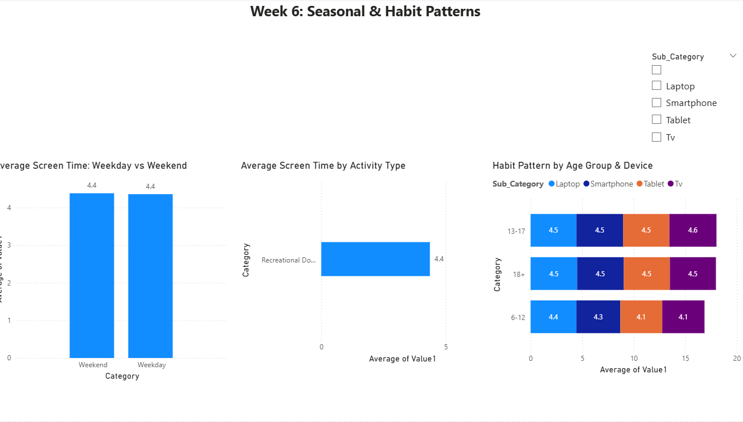 Week 6: Seasonal & Habit Patterns
Sub_Category
Laptop
Smartphone
Tablet
Tv
verage Screen Time: Weekday vs Weekend
4.4
4.4
4
3
2
1
0
Weekend
Weekday
Category
Average Screen Time by Activity Type
Category
Recreational Do...
4.4
0
5
Average of Value1
Habit Pattern by Age Group & Device
Sub_Category Laptop Smartphone Tablet Tv
Category
13-17 4.5 4.5 4.5 4.6
18+ 4.5 4.5 4.5 4.5
6-12 4.4 4.3 4.1 4.1
0 5 10 15 20
Average of Value1